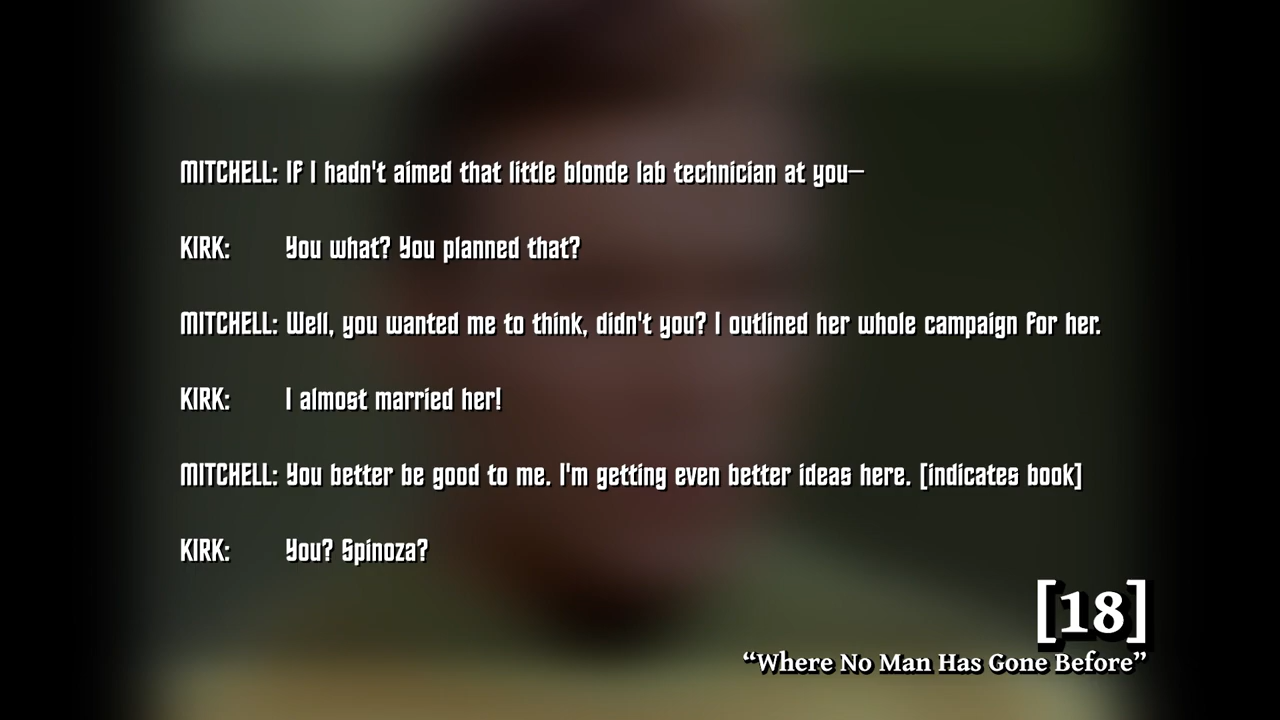 MITCHELL: If I hadn't aimed that little blonde lab technician at you—
KIRK: You what? You planned that?
MITCHELL: Well, you wanted me to think, didn't you? I outlined her whole campaign for her.
KIRK: I almost married her!
MITCHELL: You better be good to me. I'm getting even better ideas here. [indicates book]
KIRK: You? Spinoza?
[18]
“Where No Man Has Gone Before”